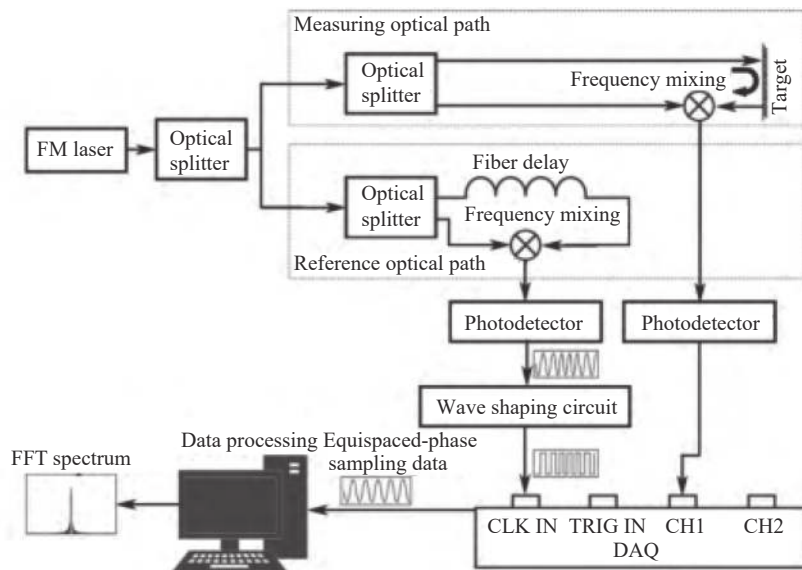 Measuring optical path
Optical
splitter
Frequency mixing
Target
FM laser
Optical
splitter
Fiber delay
Optical
splitter
Frequency mixing
Reference optical path
Photodetector
Photodetector
Wave shaping circuit
Data processing
Equispaced-phase
sampling data
FFT spectrum
CLK IN
TRIG IN
CH1
CH2
DAQ